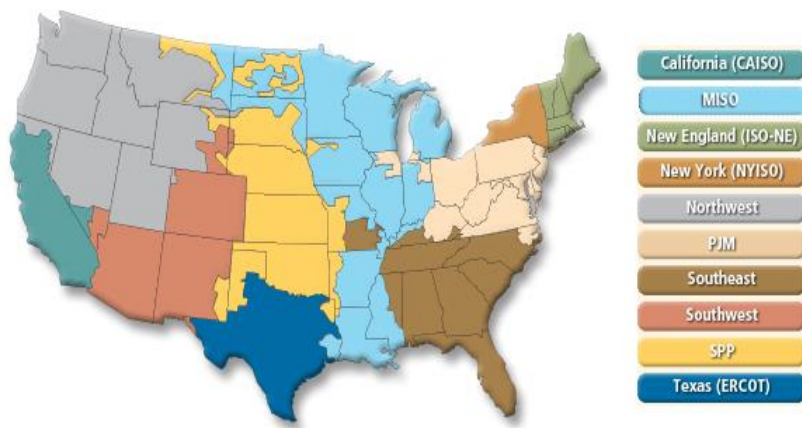 California (CAISO)
MISO
New England (ISO-NE)
New York (NYISO)
Northwest
PJM
Southeast
Southwest
SPP
Texas (ERCOT)